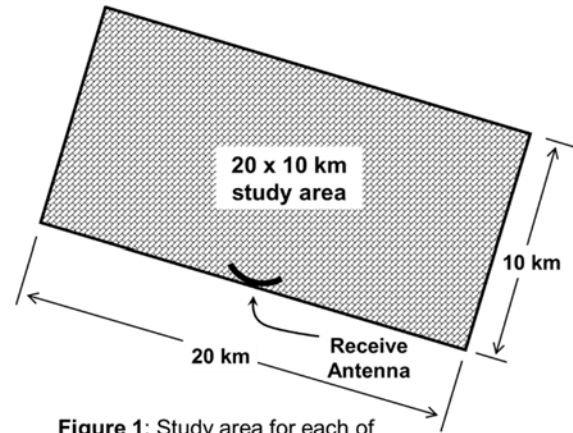 20 x 10 km
study area
10 km
20 km
Receive
Antenna
Figure 1: Study area for each of